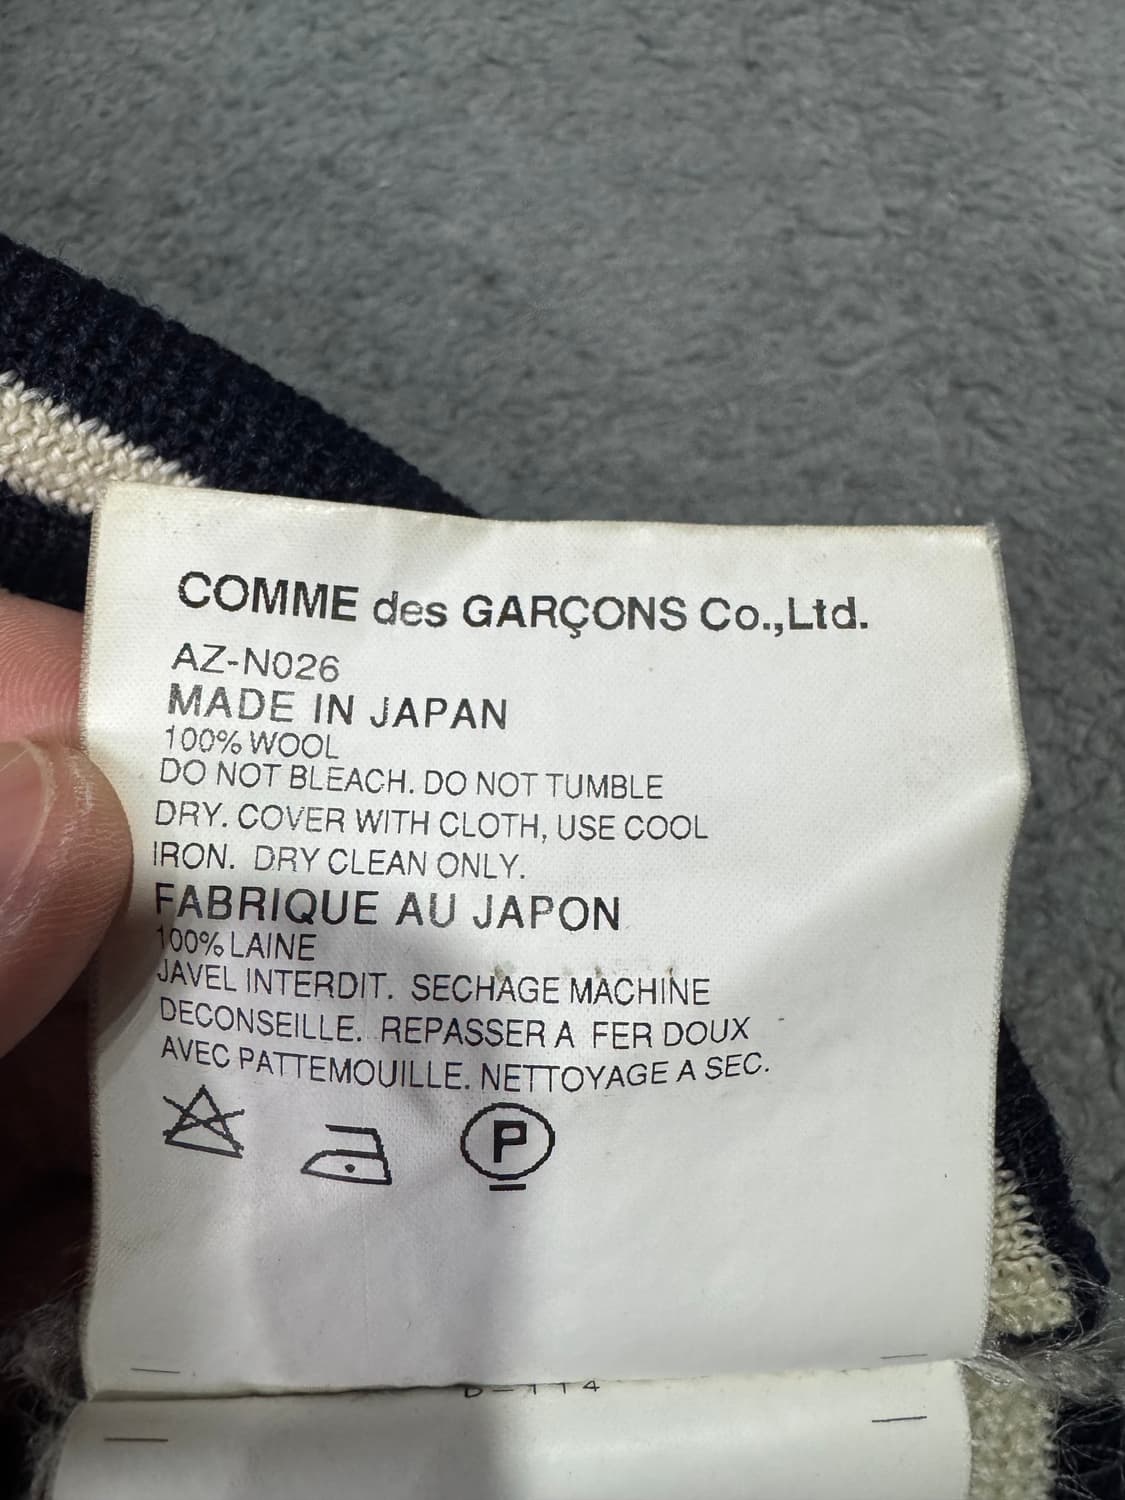 COMME des GARÇONS Co.,Ltd.
AZ-N026
MADE IN JAPAN
100% WOOL
DO NOT BLEACH. DO NOT TUMBLE
DRY. COVER WITH CLOTH, USE COOL
IRON. DRY CLEAN ONLY.
FABRIQUE AU JAPON
100% LAINE
JAVEL INTERDIT. SECHAGE MACHINE
DECONSEILLE. REPASSER A FER DOUX
AVEC PATTEMOUILLE. NETTOYAGE A SEC.
P